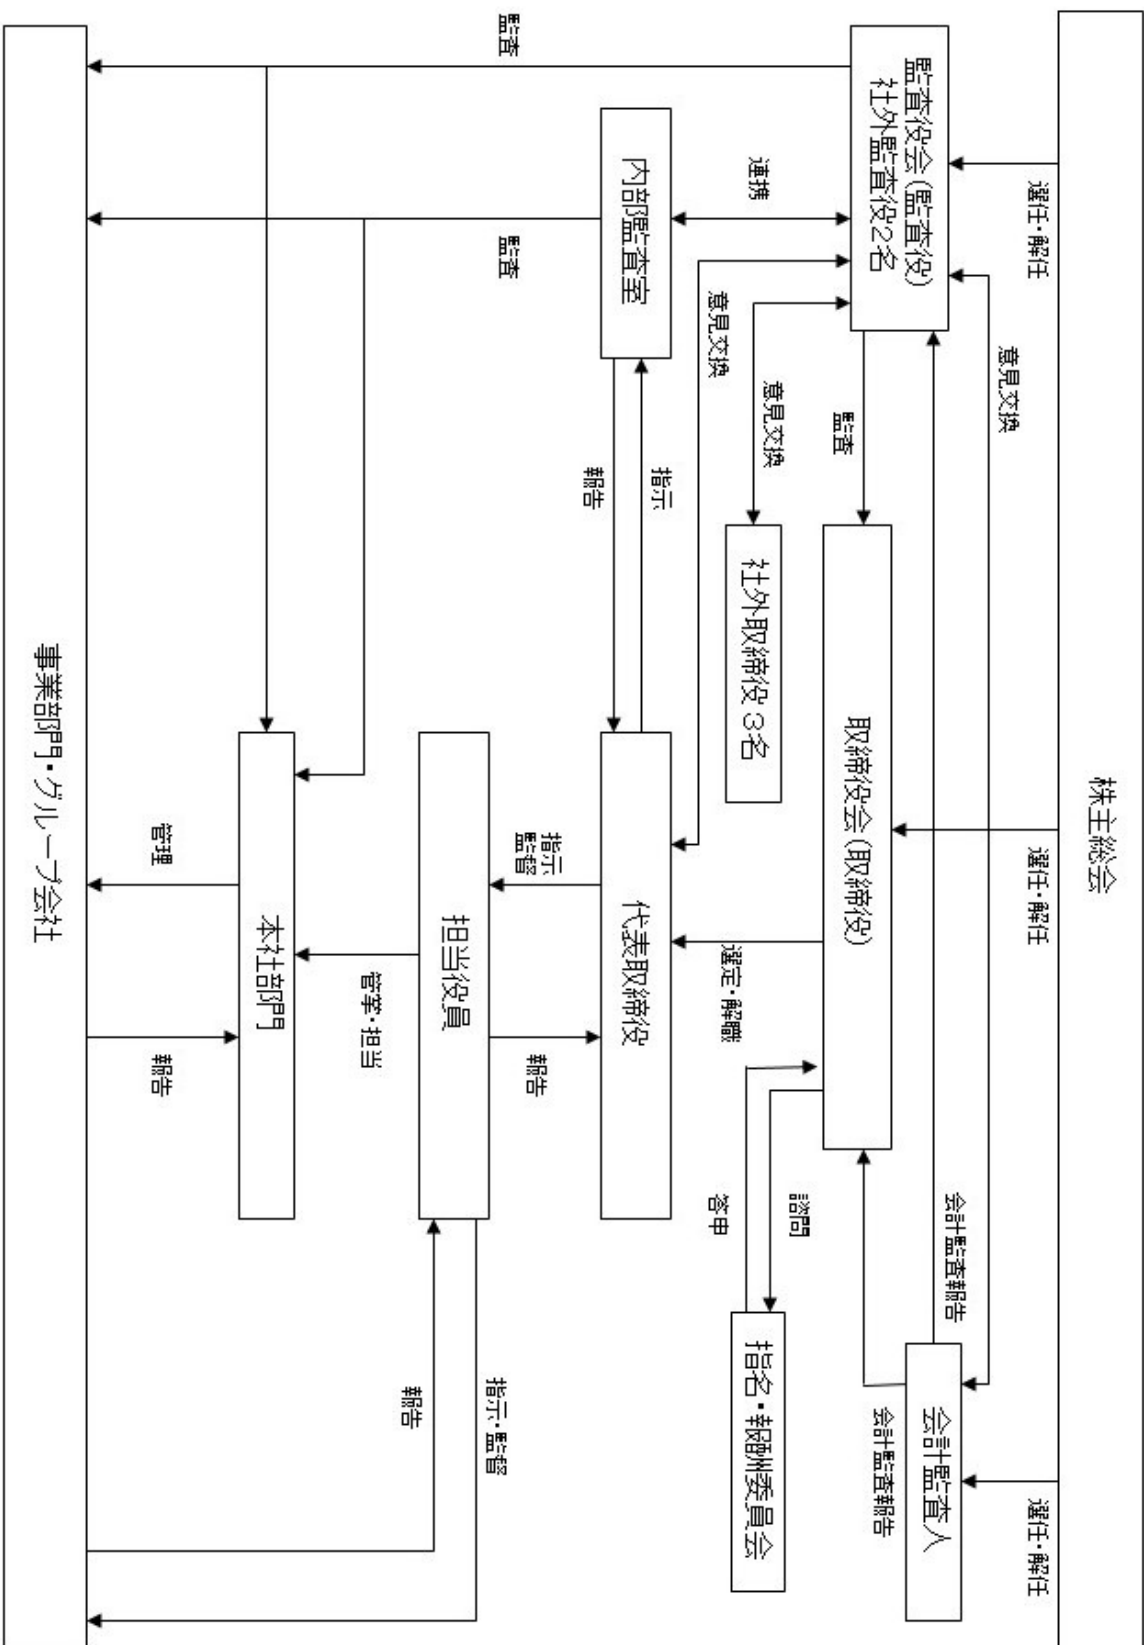 株主総会
選任・解任
選任・解任
選任・解任
意見交換
会計監査報告
監査役会(監査役)
社外監査役2名
会計監査人
会計監査報告
監査
取締役会(取締役)
諮問
意見交換
社外取締役3名
連携
選定・解職
答申
指名・報酬委員会
意見交換
指示
内部監査室
代表取締役
報告
指示
監督
報告
監査
監査
指示・監督
担当役員
報告
管掌・担当
本社部門
管理
報告
事業部門・グループ会社